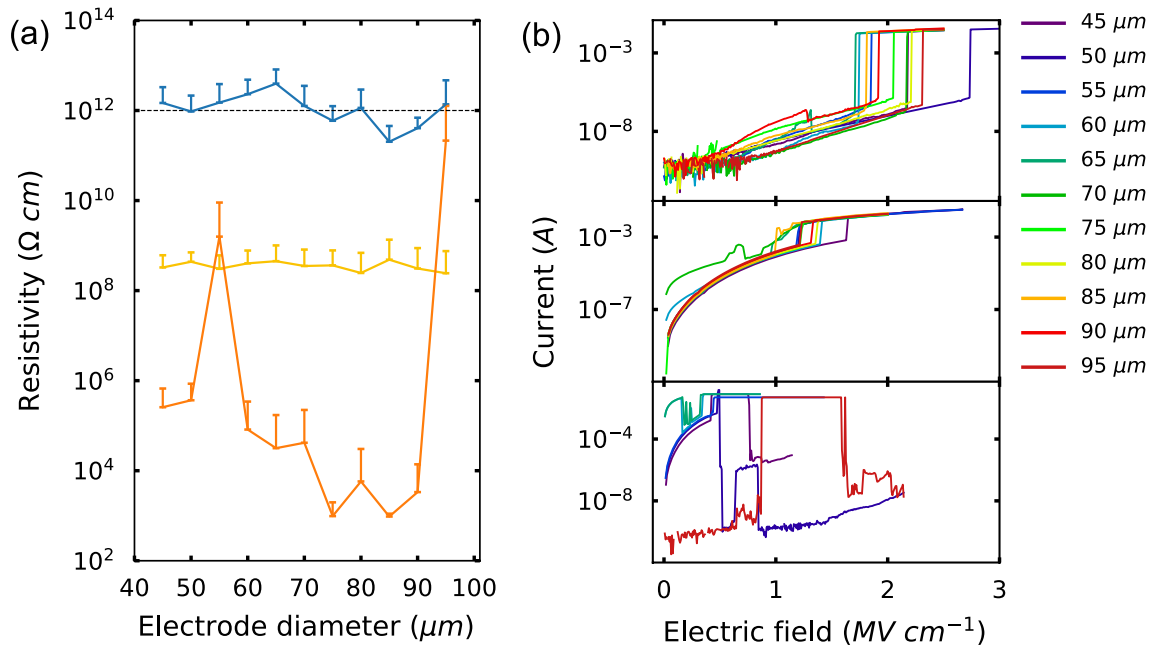 (a)
10^14
10^12
10^10
10^8
10^6
10^4
10^2
40 50 60 70 80 90 100
Resistivity (Ω cm)
Electrode diameter (μm)
(b)
10^−3
10^−8
10^−3
10^−7
10^−4
10^−8
0 1 2 3
Current (A)
Electric field (MV cm^−1)
45 μm
50 μm
55 μm
60 μm
65 μm
70 μm
75 μm
80 μm
85 μm
90 μm
95 μm